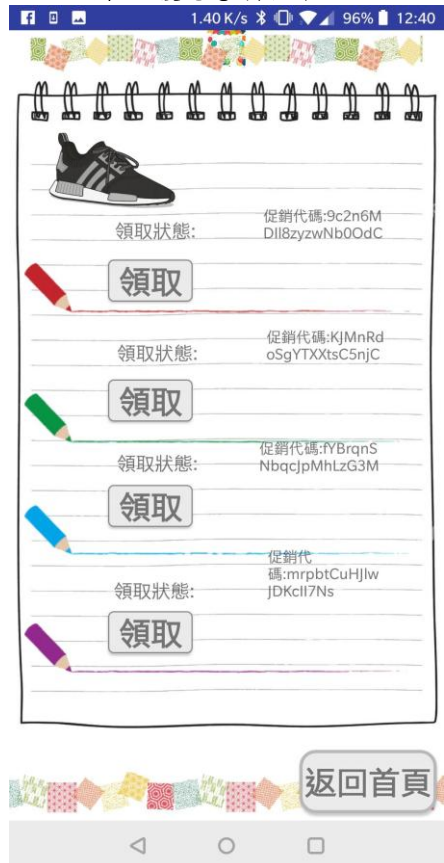 1.40 K/s 96% 12:40
促銷代碼:9c2n6M
領取狀態: DIl8zyzwNb0OdC
領取
促銷代碼:KJMnRd
領取狀態: oSgYTXXtsC5njC
領取
促銷代碼:fYBrqnS
領取狀態: NbqcJpMhLzG3M
領取
促銷代
碼:mrpbtCuHJlw
領取狀態: JDKcII7Ns
領取
返回首頁